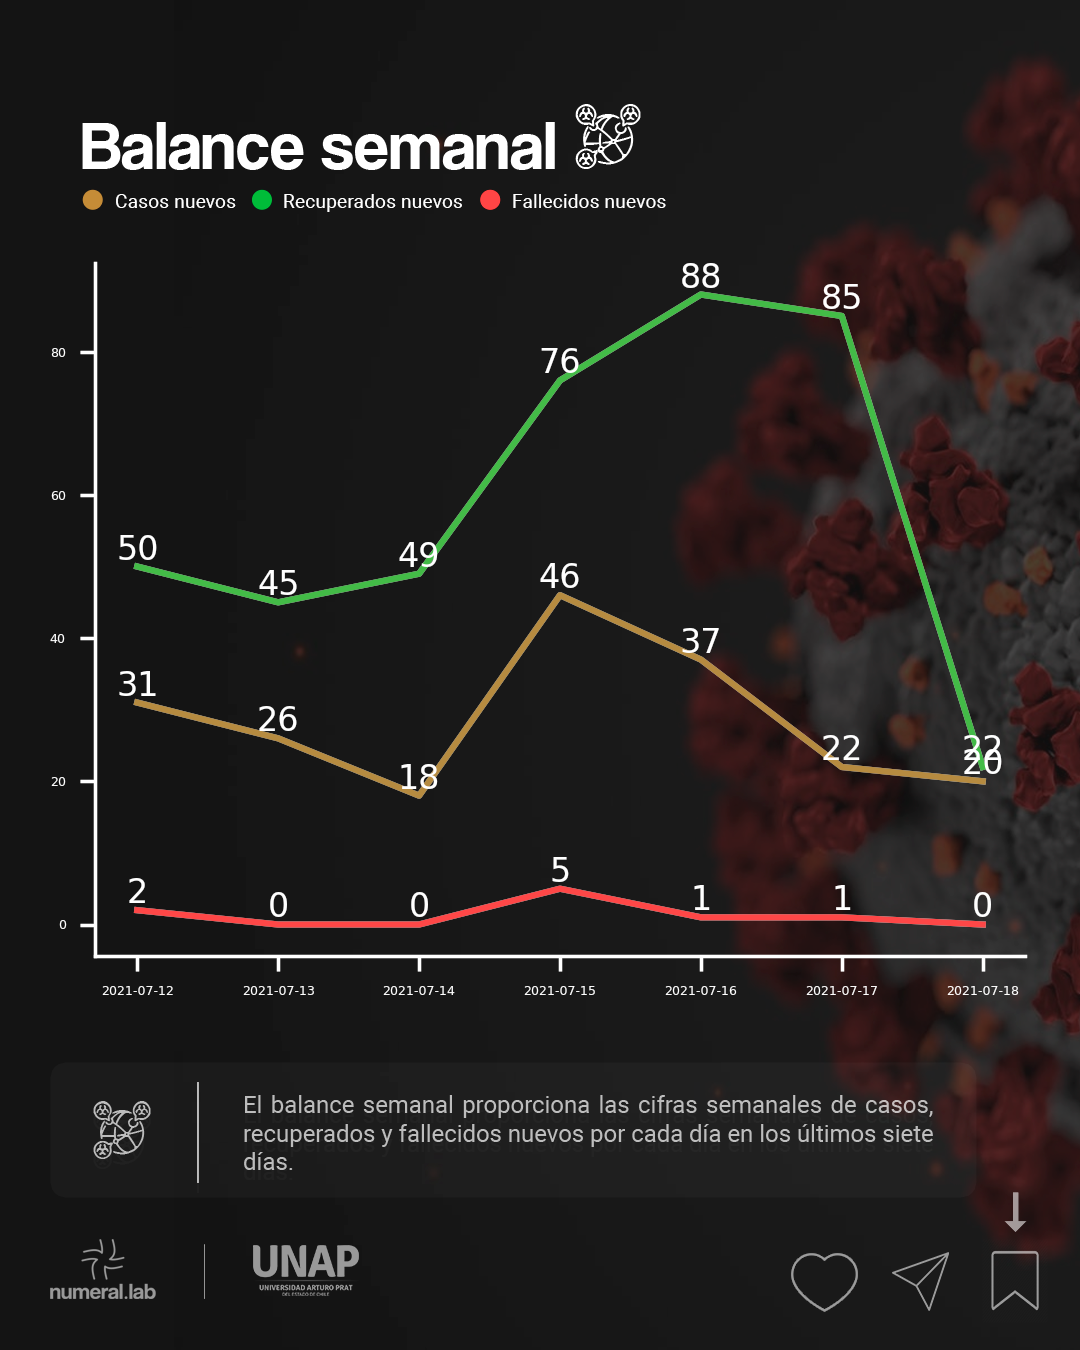 Balance semanal
Casos nuevos Recuperados nuevos Fallecidos nuevos
88
85
80
76
60
50
45
49
46
40
37
31
26
18
22
22
20
20
5
2
0
0
1
1
0
0
2021-07-12 2021-07-13 2021-07-14 2021-07-15 2021-07-16 2021-07-17 2021-07-18
El balance semanal proporciona las cifras semanales de casos,
recuperados y fallecidos nuevos por cada día en los últimos siete
días.
numeral.lab
UNAP
UNIVERSIDAD ARTURO PRAT
DEL ESTADO DE CHILE